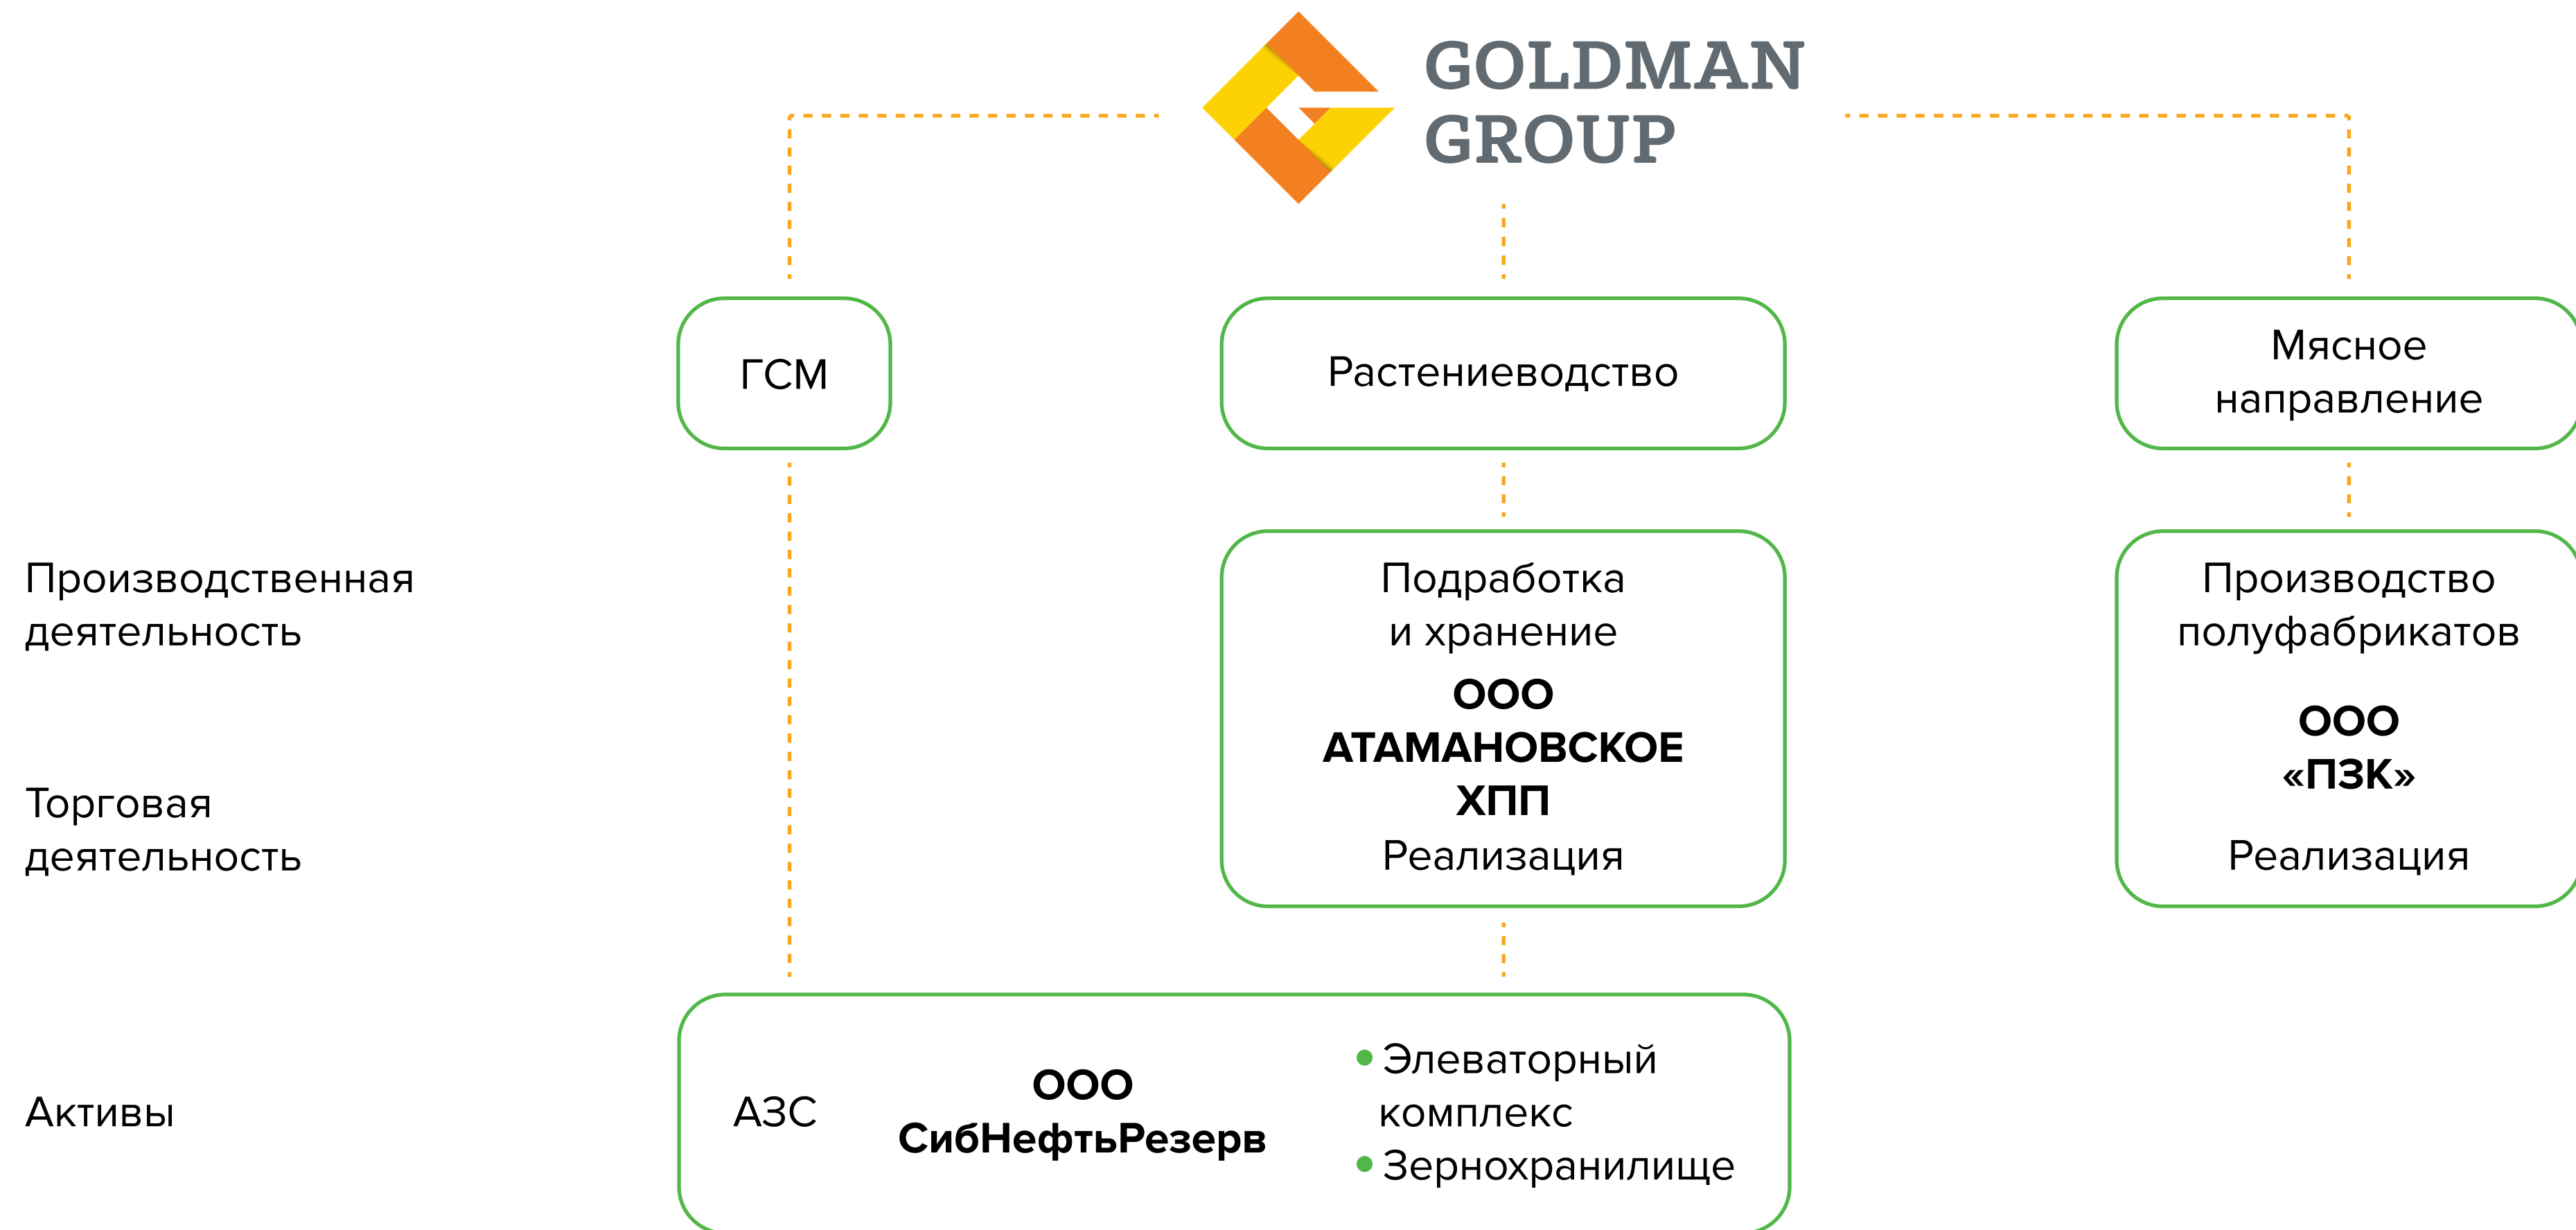 GOLDMAN
GROUP
ГСМ
Растениеводство
Мясное
направление
Производственная
деятельность
Торговая
деятельность
Подработка
и хранение
ООО
АТАМАНОВСКОЕ
ХПП
Реализация
Производство
полуфабрикатов
ООО
«ПЗК»
Реализация
Активы
АЗС
ООО
СибНефтьРезерв
• Элеваторный
комплекс
• Зернохранилище